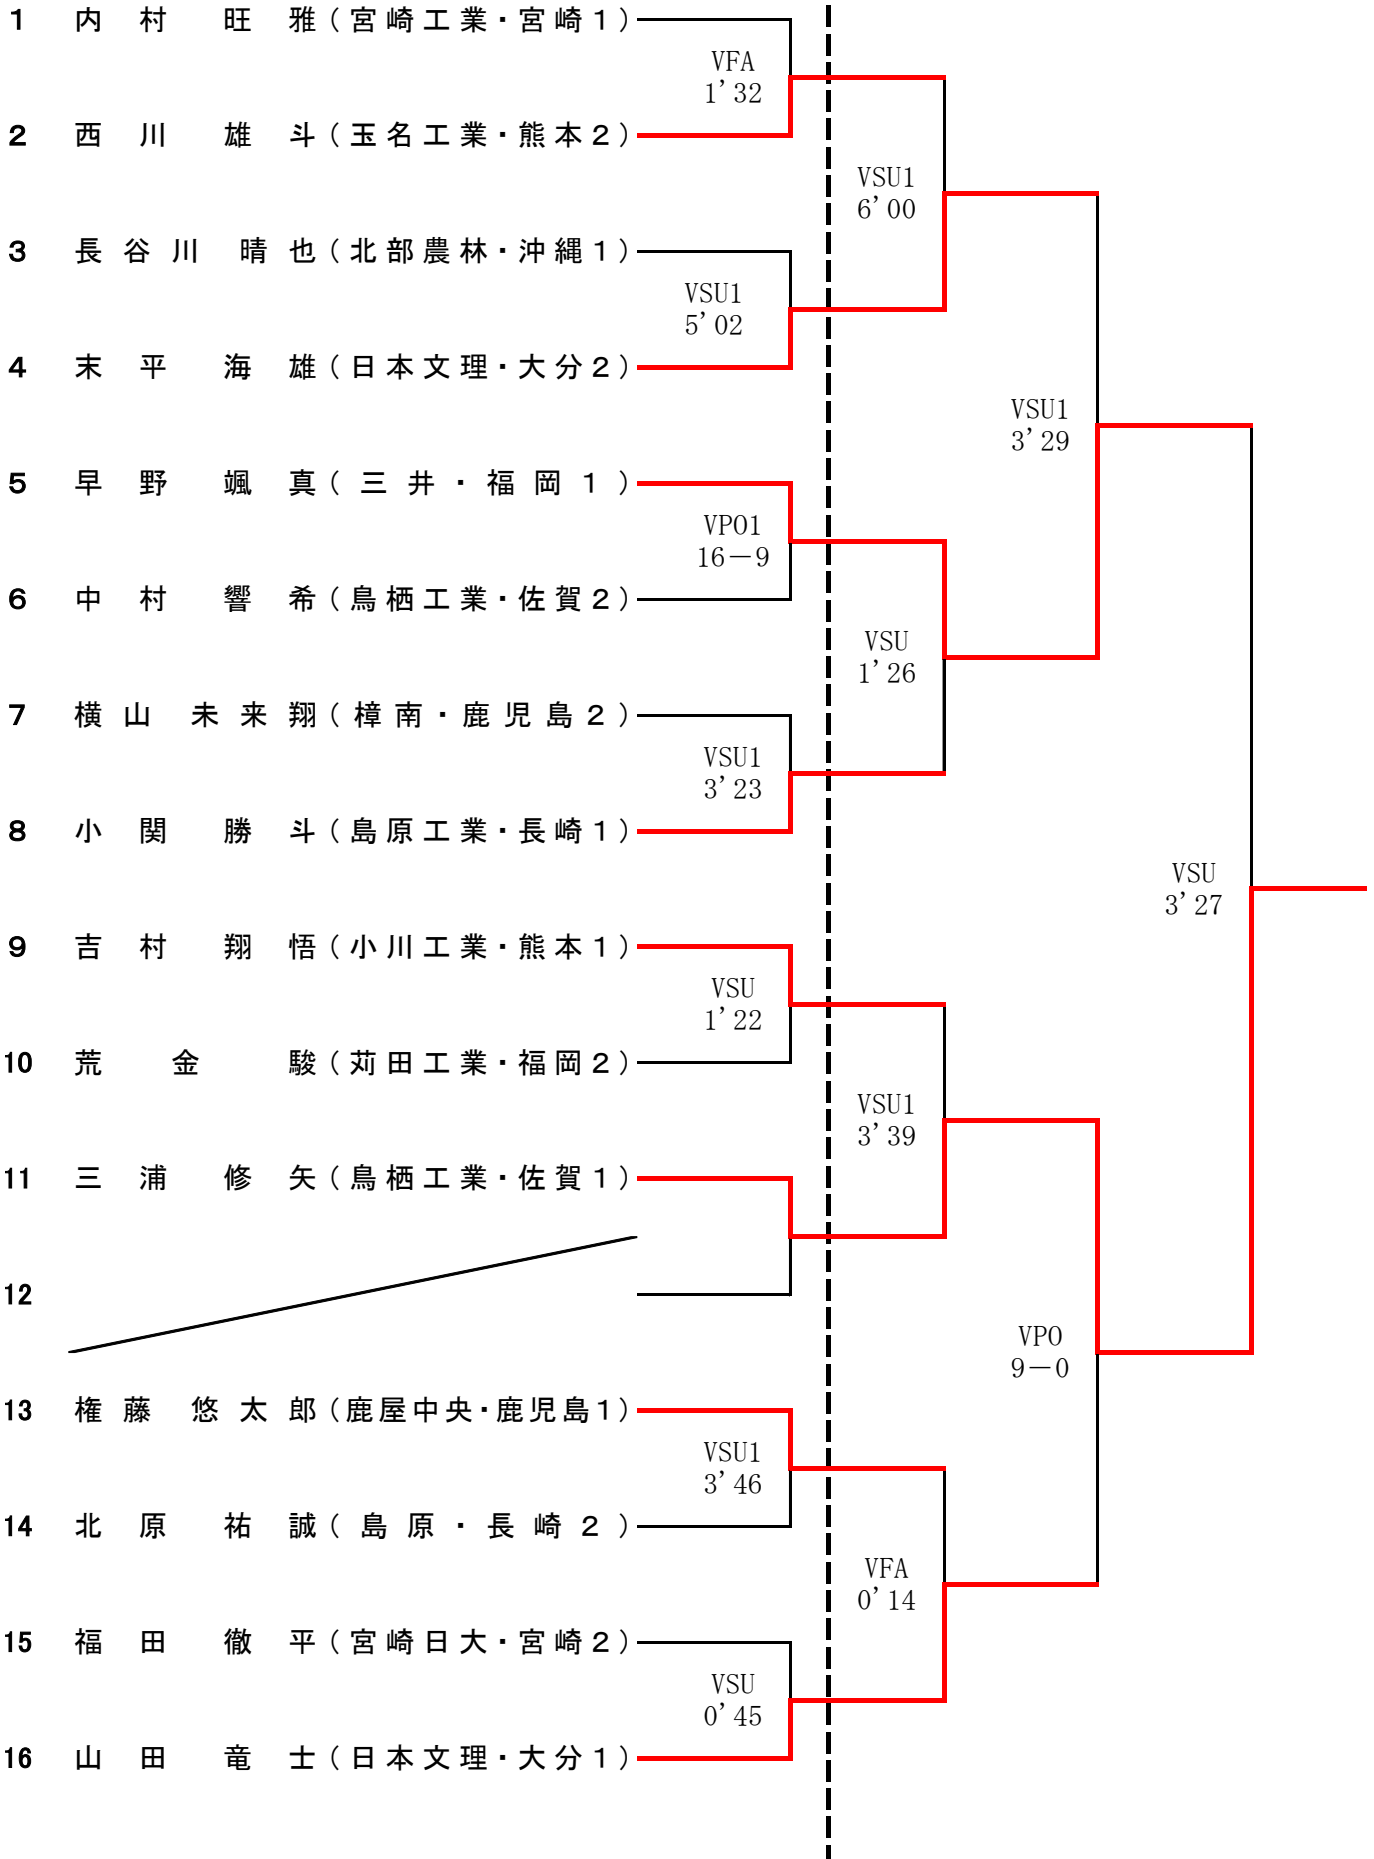 1 内村 旺雅(宮崎工業・宮崎1)
VFA
1’32
2 西川 雄斗(玉名工業・熊本2)
VSU1
6’00
3 長谷川 晴也(北部農林・沖縄1)
VSU1
5’02
4 末平 海雄(日本文理・大分2)
VSU1
3’29
5 早野 颯真(三井・福岡1)
VPO1
16－9
6 中村 響希(鳥栖工業・佐賀2)
VSU
1’26
7 横山 未来翔(樟南・鹿児島2)
VSU1
3’23
8 小関 勝斗(島原工業・長崎1)
VSU
3’27
9 吉村 翔悟(小川工業・熊本1)
VSU
1’22
10 荒金 駿(苅田工業・福岡2)
VSU1
3’39
11 三浦 修矢(鳥栖工業・佐賀1)
12
VPO
9－0
13 権藤 悠太郎(鹿屋中央・鹿児島1)
VSU1
3’46
14 北原 祐誠(島原・長崎2)
VFA
0’14
15 福田 徹平(宮崎日大・宮崎2)
VSU
0’45
16 山田 竜士(日本文理・大分1)